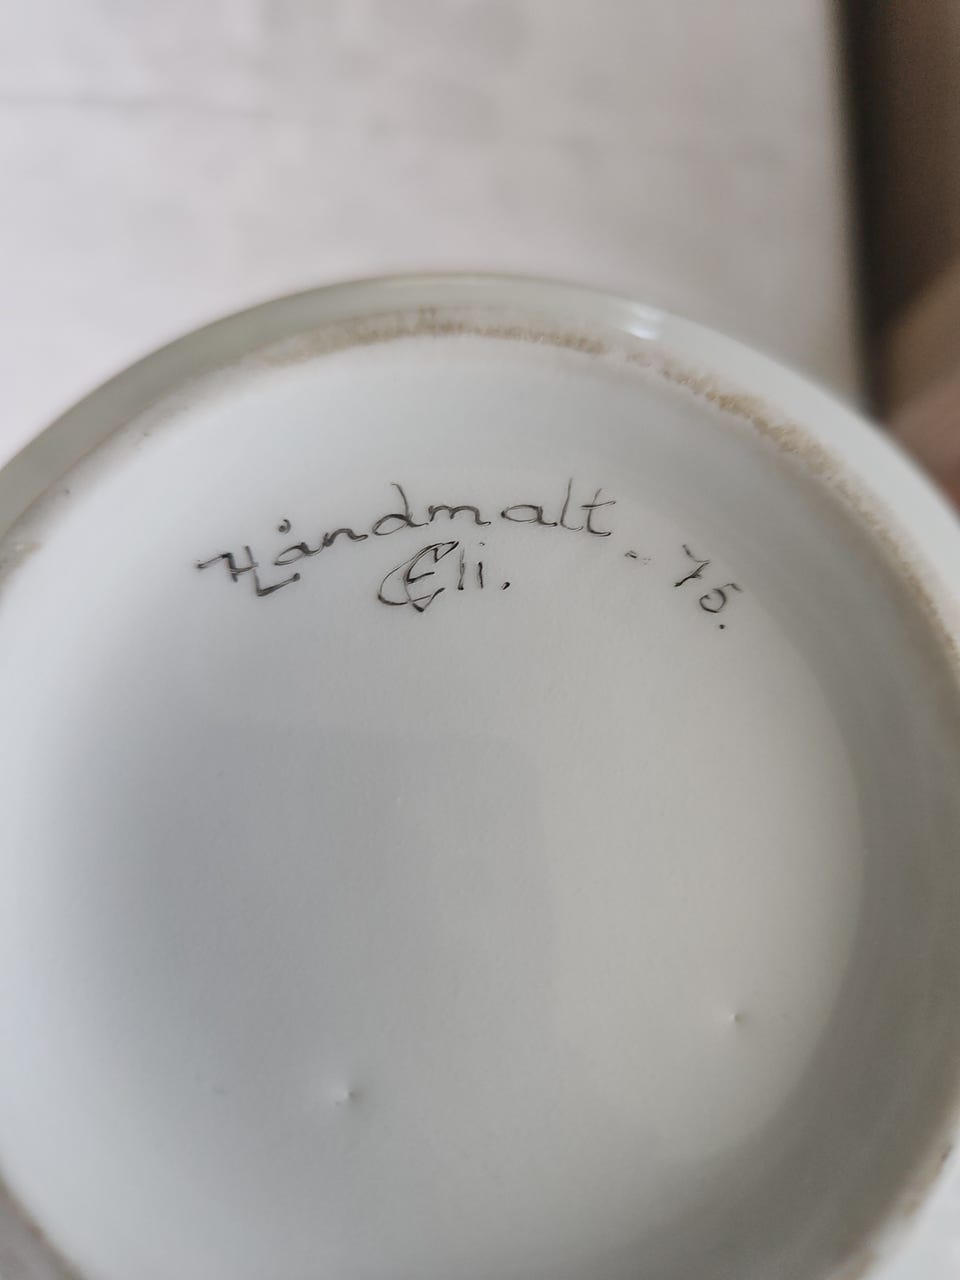 Håndmalt - 75.
Eli.